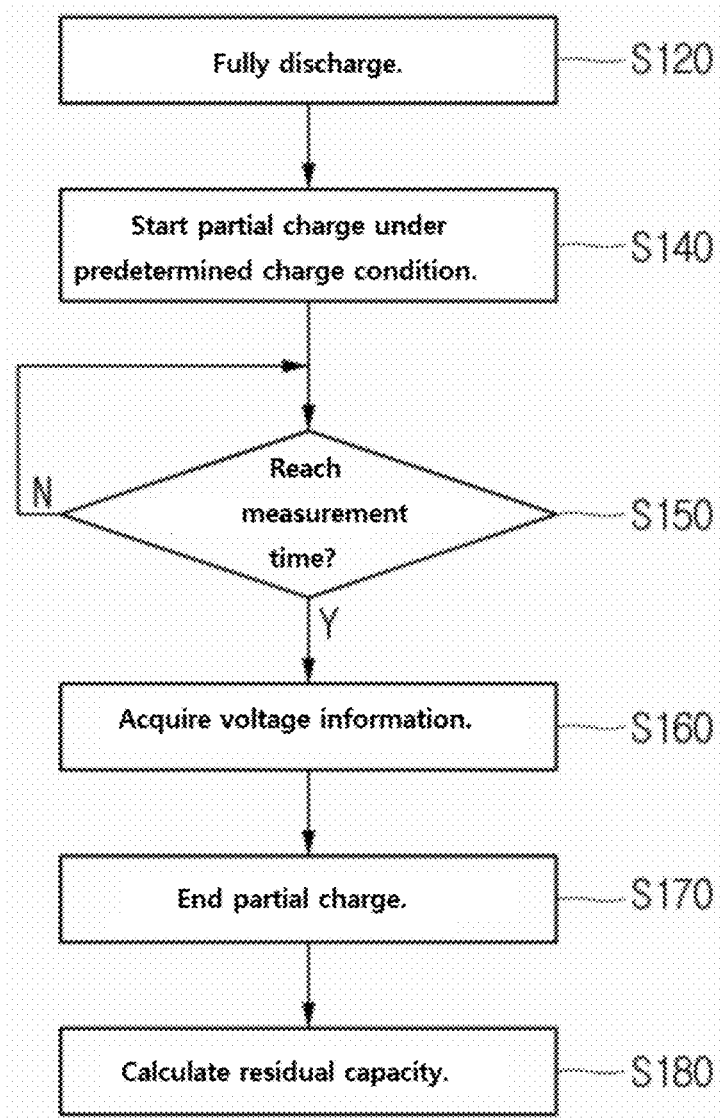 Fully discharge.
S120
Start partial charge under
predetermined charge condition.
S140
Reach
measurement
time?
N
S150
Y
Acquire voltage information.
S160
End partial charge.
S170
Calculate residual capacity.
S180